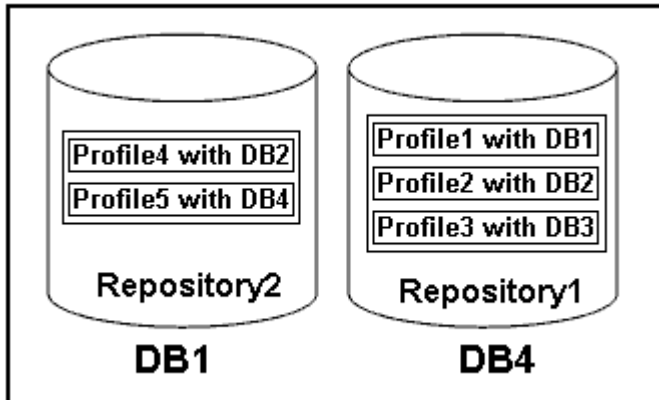 Profile4 with DB2
Profile5 with DB4
Repository2
DB1
Profile1 with DB1
Profile2 with DB2
Profile3 with DB3
Repository1
DB4